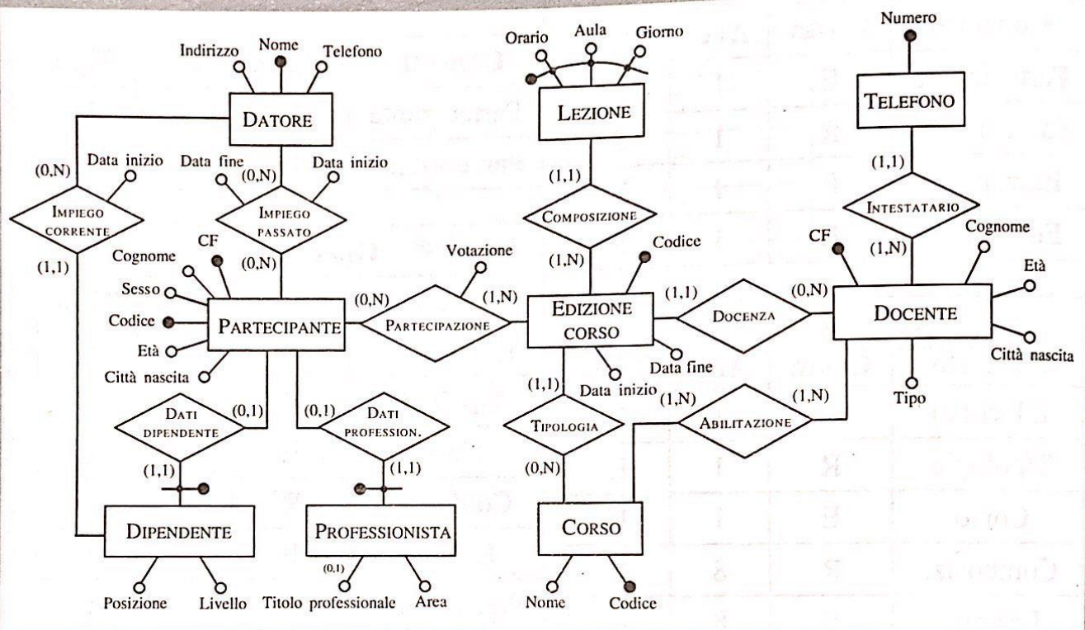 Numero
Indirizzo
Nome
Telefono
Orario
Aula
Giorno
DATORE
LEZIONE
TELEFONO
(0,N)
Data inizio
Data fine
(0,N)
Data inizio
(1,1)
(1,1)
IMPIEGO
CORRENTE
IMPIEGO
PASSATO
COMPOSIZIONE
INTESTATARIO
(1,1)
(0,N)
(1,N)
(1,N)
Cognome
CF
Votazione
Codice
CF
Cognome
Sesso
Codice
Età
Città nascita
PARTECIPANTE
(0,N)
PARTECIPAZIONE
(1,N)
EDIZIONE
CORSO
(1,1)
DOCENZA
(0,N)
DOCENTE
Età
Città nascita
Tipo
Data inizio
Data fine
DATI
DIPENDENTE
(0,1)
(0,1)
DATI
PROFESSION.
(1,1)
TIPOLOGIA
(1,N)
ABILITAZIONE
(1,N)
(1,1)
(1,1)
(0,N)
DIPENDENTE
PROFESSIONISTA
CORSO
(0,1)
Posizione
Livello
Titolo professionale
Area
Nome
Codice